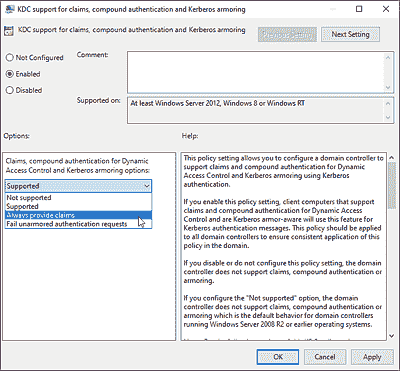 KDC support for claims, compound authentication and Kerberos armoring
KDC support for claims, compound authentication and Kerberos armoring
Previous Setting
Next Setting
Not Configured
Enabled
Disabled
Comment:
Supported on:
At least Windows Server 2012, Windows 8 or Windows RT
Options:
Help:
Claims, compound authentication for Dynamic
Access Control and Kerberos armoring options:
Supported
Not supported
Supported
Always provide claims
Fail unarmored authentication requests
This policy setting allows you to configure a domain controller to
support claims and compound authentication for Dynamic
Access Control and Kerberos armoring using Kerberos
authentication.
If you enable this policy setting, client computers that support
claims and compound authentication for Dynamic Access
Control and are Kerberos armor-aware will use this feature for
Kerberos authentication messages. This policy should be applied
to all domain controllers to ensure consistent application of this
policy in the domain.
If you disable or do not configure this policy setting, the domain
controller does not support claims, compound authentication or
armoring.
If you configure the "Not supported" option, the domain
controller does not support claims, compound authentication or
armoring which is the default behavior for domain controllers
running Windows Server 2008 R2 or earlier operating systems.
OK
Cancel
Apply